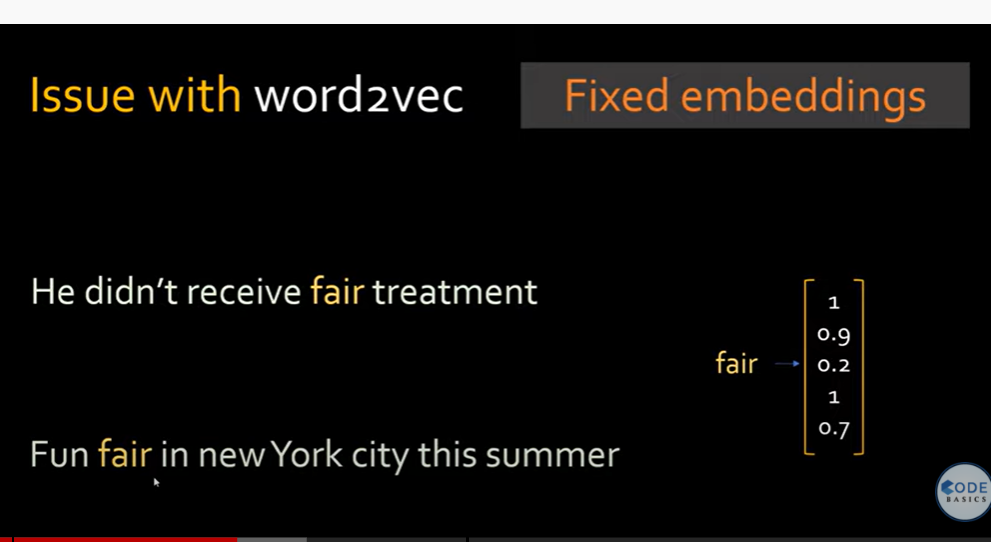 Issue with word2vec
Fixed embeddings
He didn't receive fair treatment
fair
1
0.9
0.2
1
0.7
Fun fair in new York city this summer
CODE
BASICS